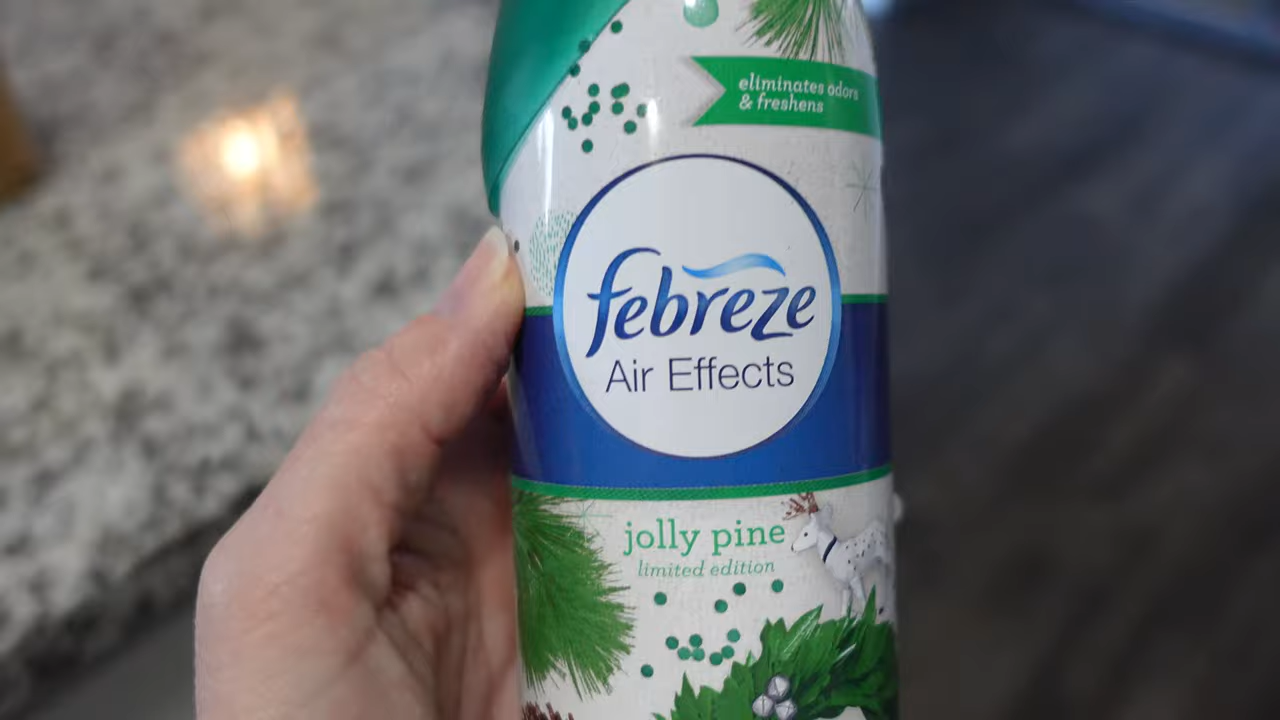 eliminates odors
& freshens
febreze
Air Effects
jolly pine
limited edition